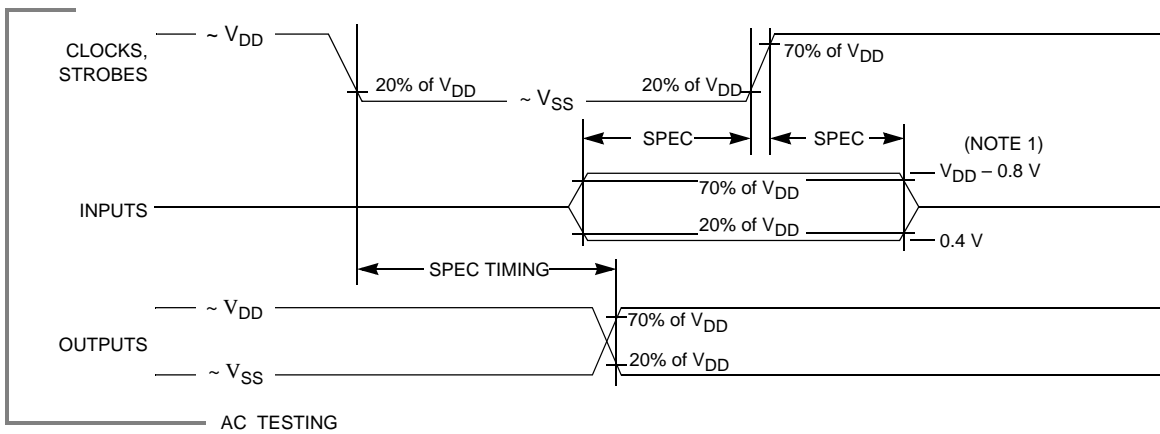 ~ VDD
CLOCKS,
STROBES
70% of VDD
20% of VDD
~ VSS
20% of VDD
SPEC
SPEC
(NOTE 1)
VDD – 0.8 V
70% of VDD
INPUTS
20% of VDD
0.4 V
SPEC TIMING
~ VDD
70% of VDD
OUTPUTS
20% of VDD
~ VSS
AC TESTING